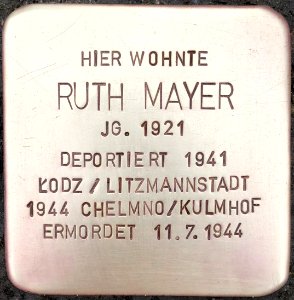 HIER WOHNTE
RUTH MAYER
JG. 1921
DEPORTIERT 1941
ŁODZ / LITZMANNSTADT
1944 CHELMNO/KULMHOF
ERMORDET 11.7.1944